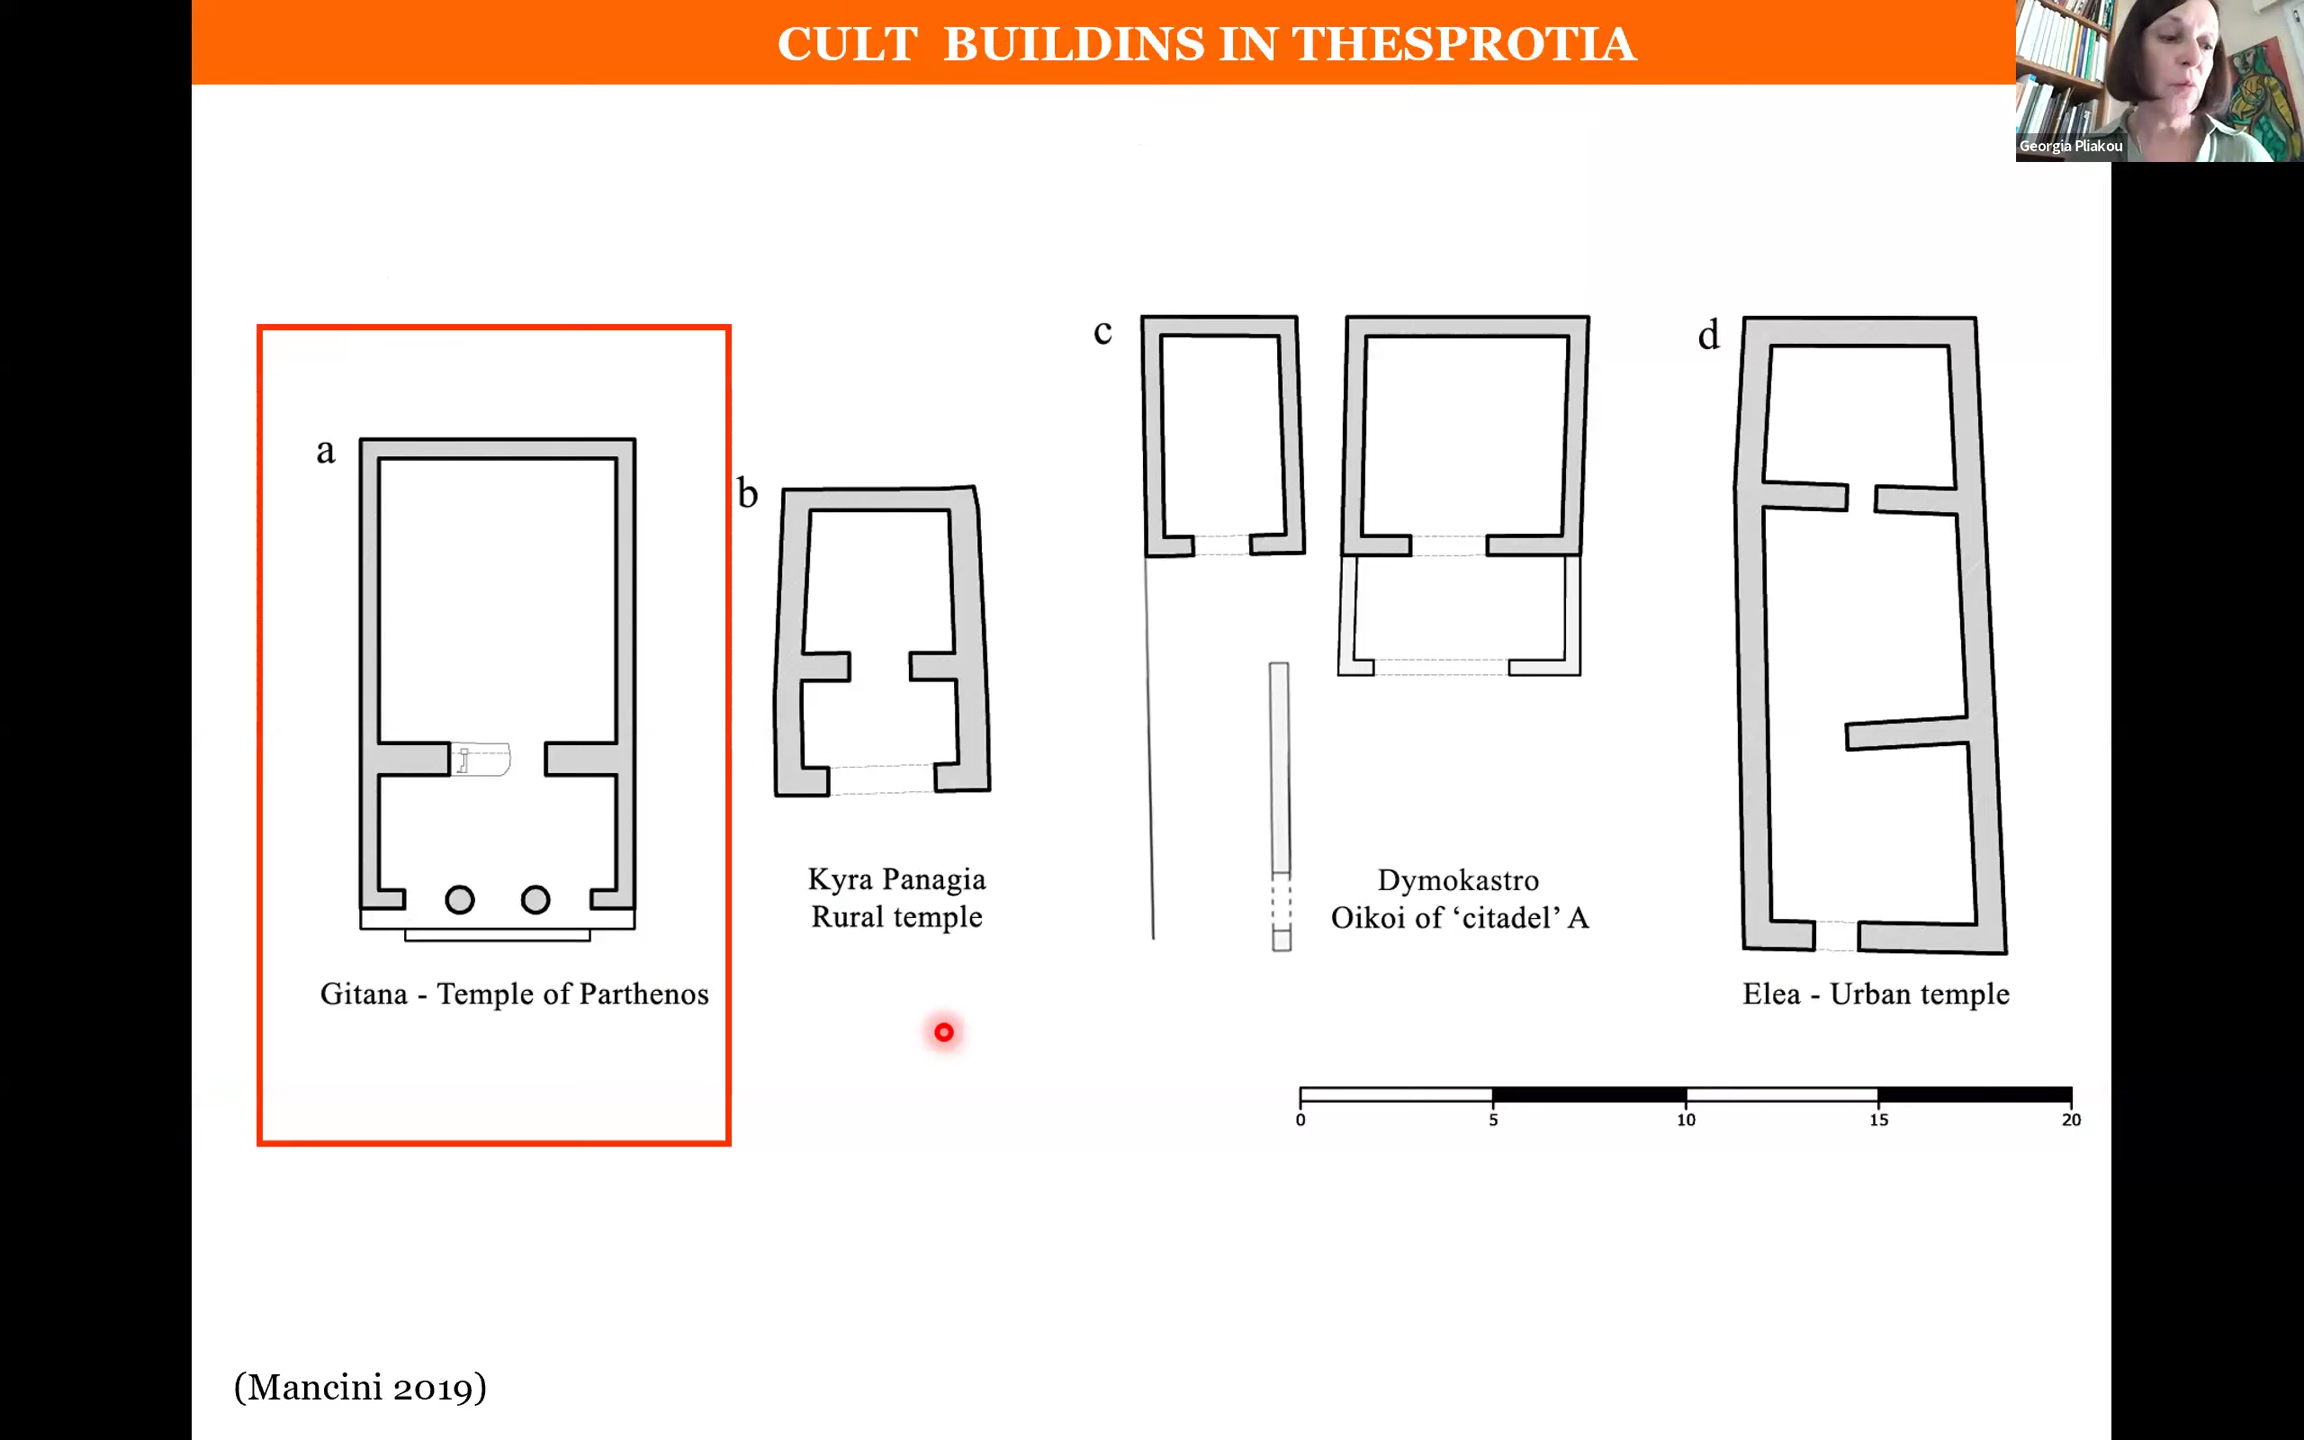 CULT BUILDINS IN THESPROTIA
Georgia Pliakou
a
b
c
d
Kyra Panagia
Rural temple
Dymokastro
Oikoi of ‘citadel’ A
Gitana - Temple of Parthenos
Elea - Urban temple
0 5 10 15 20
(Mancini 2019)